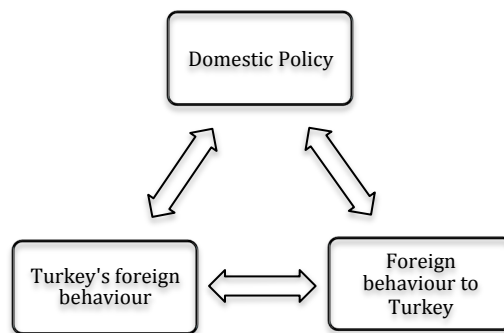 Domestic Policy
Turkey's foreign
behaviour
Foreign
behaviour to
Turkey